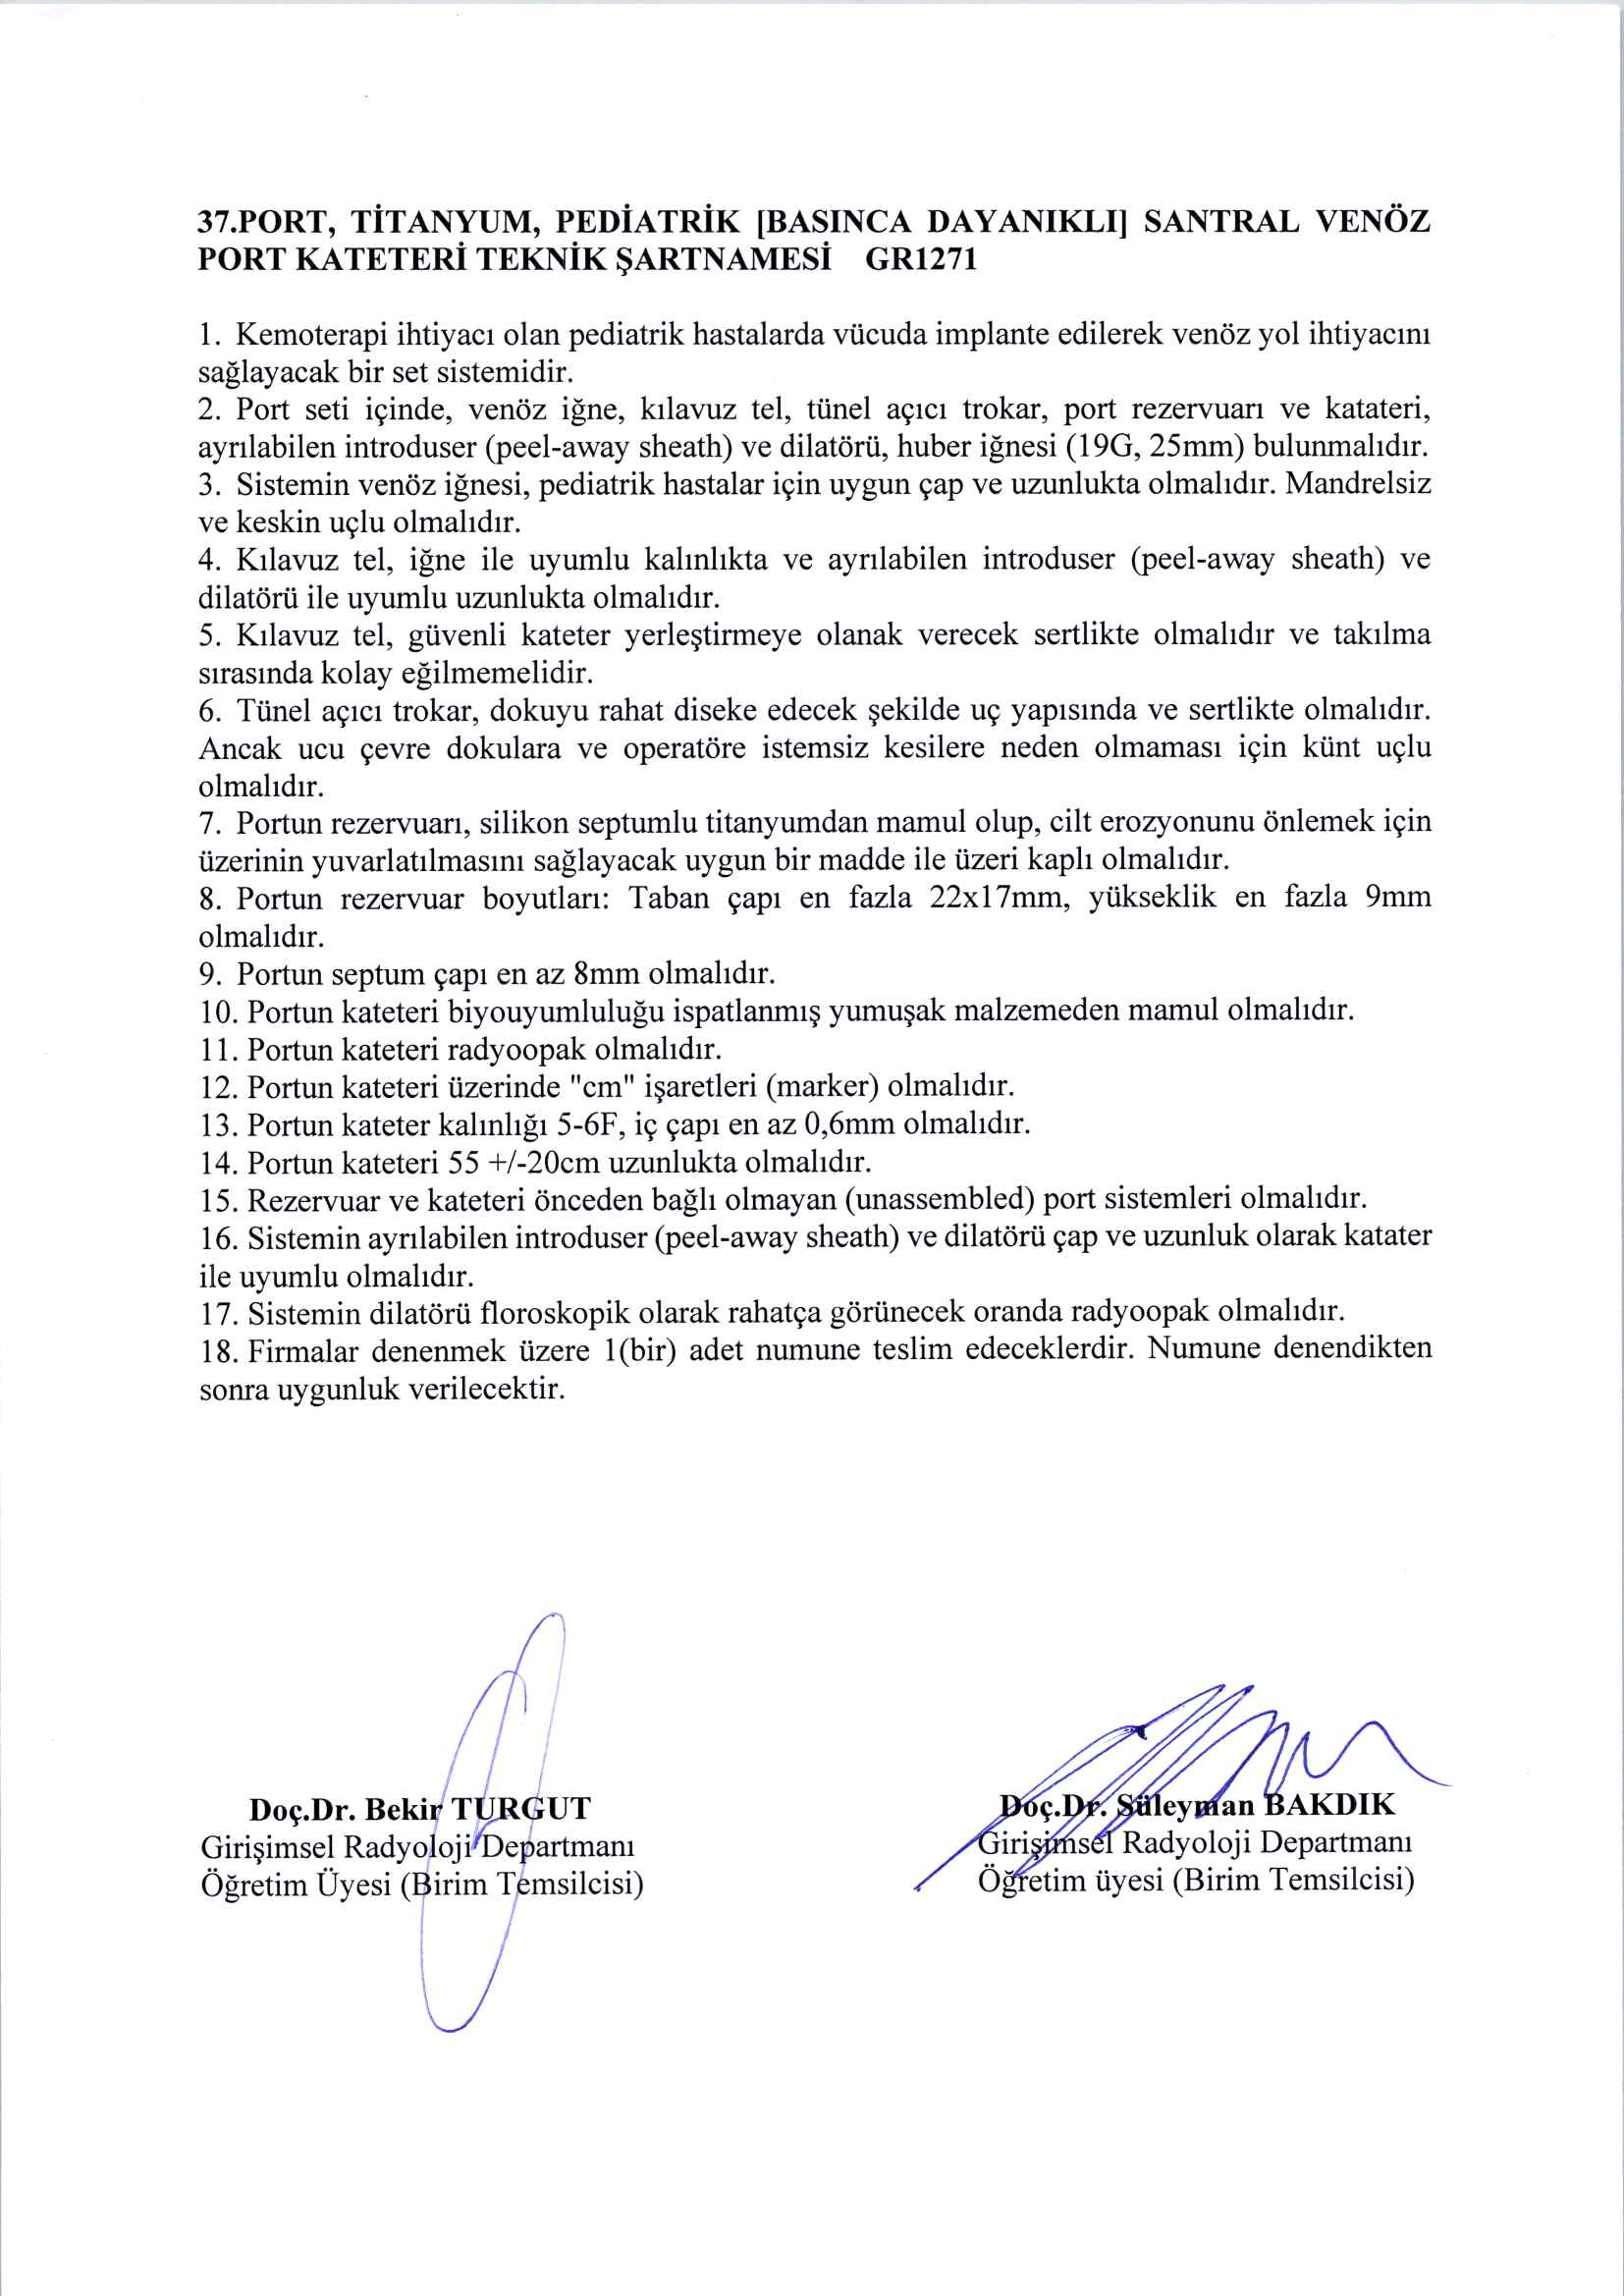 37.PORT, TİTANYUM, PEDİATRİK [BASINCA DAYANIKLI] SANTRAL VENÖZ
PORT KATETERİ TEKNİK ŞARTNAMESİ GR1271
1. Kemoterapi ihtiyacı olan pediatrik hastalarda vücuda implante edilerek venöz yol ihtiyacını
sağlayacak bir set sistemidir.
2. Port seti içinde, venöz iğne, kılavuz tel, tünel açıcı trokar, port rezervuarı ve katateri,
ayrılabilen introduser (peel-away sheath) ve dilatörü, huber iğnesi (19G, 25mm) bulunmalıdır.
3. Sistemin venöz iğnesi, pediatrik hastalar için uygun çap ve uzunlukta olmalıdır. Mandrelsiz
ve keskin uçlu olmalıdır.
4. Kılavuz tel, iğne ile uyumlu kalınlıkta ve ayrılabilen introduser (peel-away sheath) ve
dilatörü ile uyumlu uzunlukta olmalıdır.
5. Kılavuz tel, güvenli kateter yerleştirmeye olanak verecek sertlikte olmalıdır ve takılma
sırasında kolay eğilmemelidir.
6. Tünel açıcı trokar, dokuyu rahat diseke edecek şekilde uç yapısında ve sertlikte olmalıdır.
Ancak ucu çevre dokulara ve operatöre istemsiz kesilere neden olmaması için künt uçlu
olmalıdır.
7. Portun rezervuarı, silikon septumlu titanyumdan mamul olup, cilt erozyonunu önlemek için
üzerinin yuvarlatılmasını sağlayacak uygun bir madde ile üzeri kaplı olmalıdır.
8. Portun rezervuar boyutları: Taban çapı en fazla 22x17mm, yükseklik en fazla 9mm
olmalıdır.
9. Portun septum çapı en az 8mm olmalıdır.
10. Portun kateteri biyouyumluluğu ispatlanmış yumuşak malzemeden mamul olmalıdır.
11. Portun kateteri radyoopak olmalıdır.
12. Portun kateteri üzerinde "cm" işaretleri (marker) olmalıdır.
13. Portun kateter kalınlığı 5-6F, iç çapı en az 0,6mm olmalıdır.
14. Portun kateteri 55 +/-20cm uzunlukta olmalıdır.
15. Rezervuar ve kateteri önceden bağlı olmayan (unassembled) port sistemleri olmalıdır.
16. Sistemin ayrılabilen introduser (peel-away sheath) ve dilatörü çap ve uzunluk olarak katater
ile uyumlu olmalıdır.
17. Sistemin dilatörü floroskopik olarak rahatça görünecek oranda radyoopak olmalıdır.
18. Firmalar denenmek üzere 1(bir) adet numune teslim edeceklerdir. Numune denendikten
sonra uygunluk verilecektir.
Doç.Dr. Bekir TURGUT
Girişimsel Radyoloji Departmanı
Öğretim Üyesi (Birim Temsilcisi)
Doç.Dr. Süleyman BAKDIK
Girişimsel Radyoloji Departmanı
Öğretim üyesi (Birim Temsilcisi)